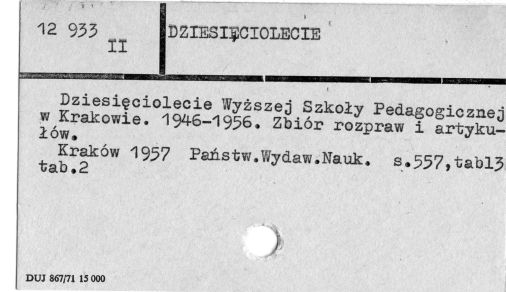 12 933
II
DZIESIĘCIOLECIE
Dziesięciolecie Wyższej Szkoły Pedagogicznej
w Krakowie. 1946-1956. Zbiór rozpraw i artyku-
łów.
Kraków 1957 Państw.Wydaw.Nauk. s.557,tabl3
tab.2
DUJ 867/71 15 000